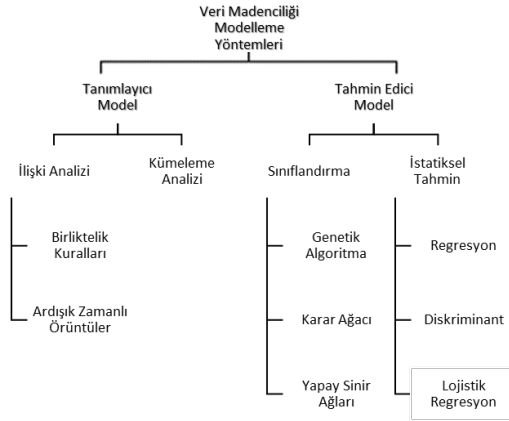 Veri Madenciliği
Modelleme
Yöntemleri
Tanımlayıcı
Model
Tahmin Edici
Model
İlişki Analizi
Kümeleme
Analizi
Sınıflandırma
İstatiksel
Tahmin
Birliktelik
Kuralları
Genetik
Algoritma
Regresyon
Ardışık Zamanlı
Örüntüler
Karar Ağacı
Diskriminant
Yapay Sinir
Ağları
Lojistik
Regresyon